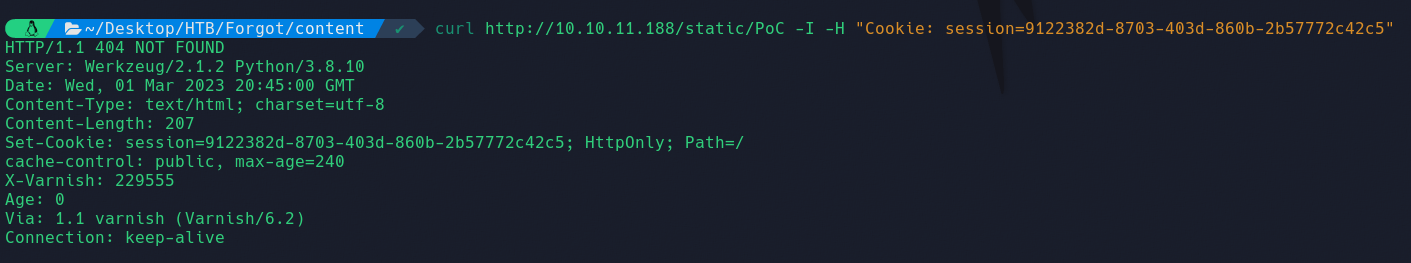 ~/Desktop/HTB/Forgot/content ✔ curl http://10.10.11.188/static/PoC -I -H "Cookie: session=9122382d-8703-403d-860b-2b57772c42c5"
HTTP/1.1 404 NOT FOUND
Server: Werkzeug/2.1.2 Python/3.8.10
Date: Wed, 01 Mar 2023 20:45:00 GMT
Content-Type: text/html; charset=utf-8
Content-Length: 207
Set-Cookie: session=9122382d-8703-403d-860b-2b57772c42c5; HttpOnly; Path=/
cache-control: public, max-age=240
X-Varnish: 229555
Age: 0
Via: 1.1 varnish (Varnish/6.2)
Connection: keep-alive